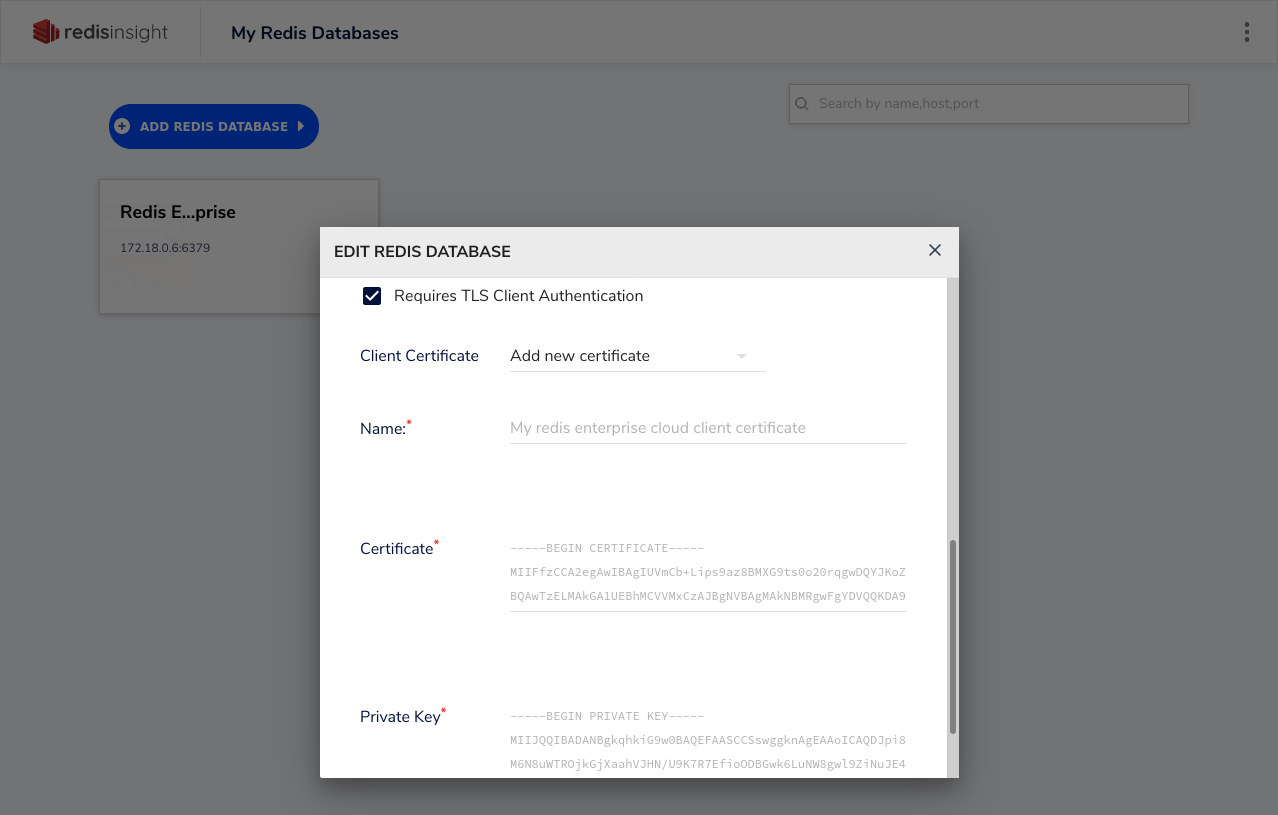 redisinsight
My Redis Databases
ADD REDIS DATABASE
Search by name,host,port
Redis E...prise
172.18.0.6:6379
EDIT REDIS DATABASE
Requires TLS Client Authentication
Client Certificate
Add new certificate
Name:*
My redis enterprise cloud client certificate
Certificate*
-----BEGIN CERTIFICATE-----
MIIFfzCCA2egAwIBAgIUVmCb+Lips9az8BMXG9ts0o20rqgwDQYJKoZ
BQAwTzELMAkGA1UEBhMCVVMxCzAJBgNVBAgMAkNBMRgwFgYDVQQKDA9
Private Key*
-----BEGIN PRIVATE KEY-----
MIIJQQIBADANBgkqhkiG9w0BAQEFAASCCSswggknAgEAAoICAQDJpi8
M6N8uWTROjkGjXaahVJHN/U9K7R7EfioODBGwk6LuNW8gwl9ZiNuJE4